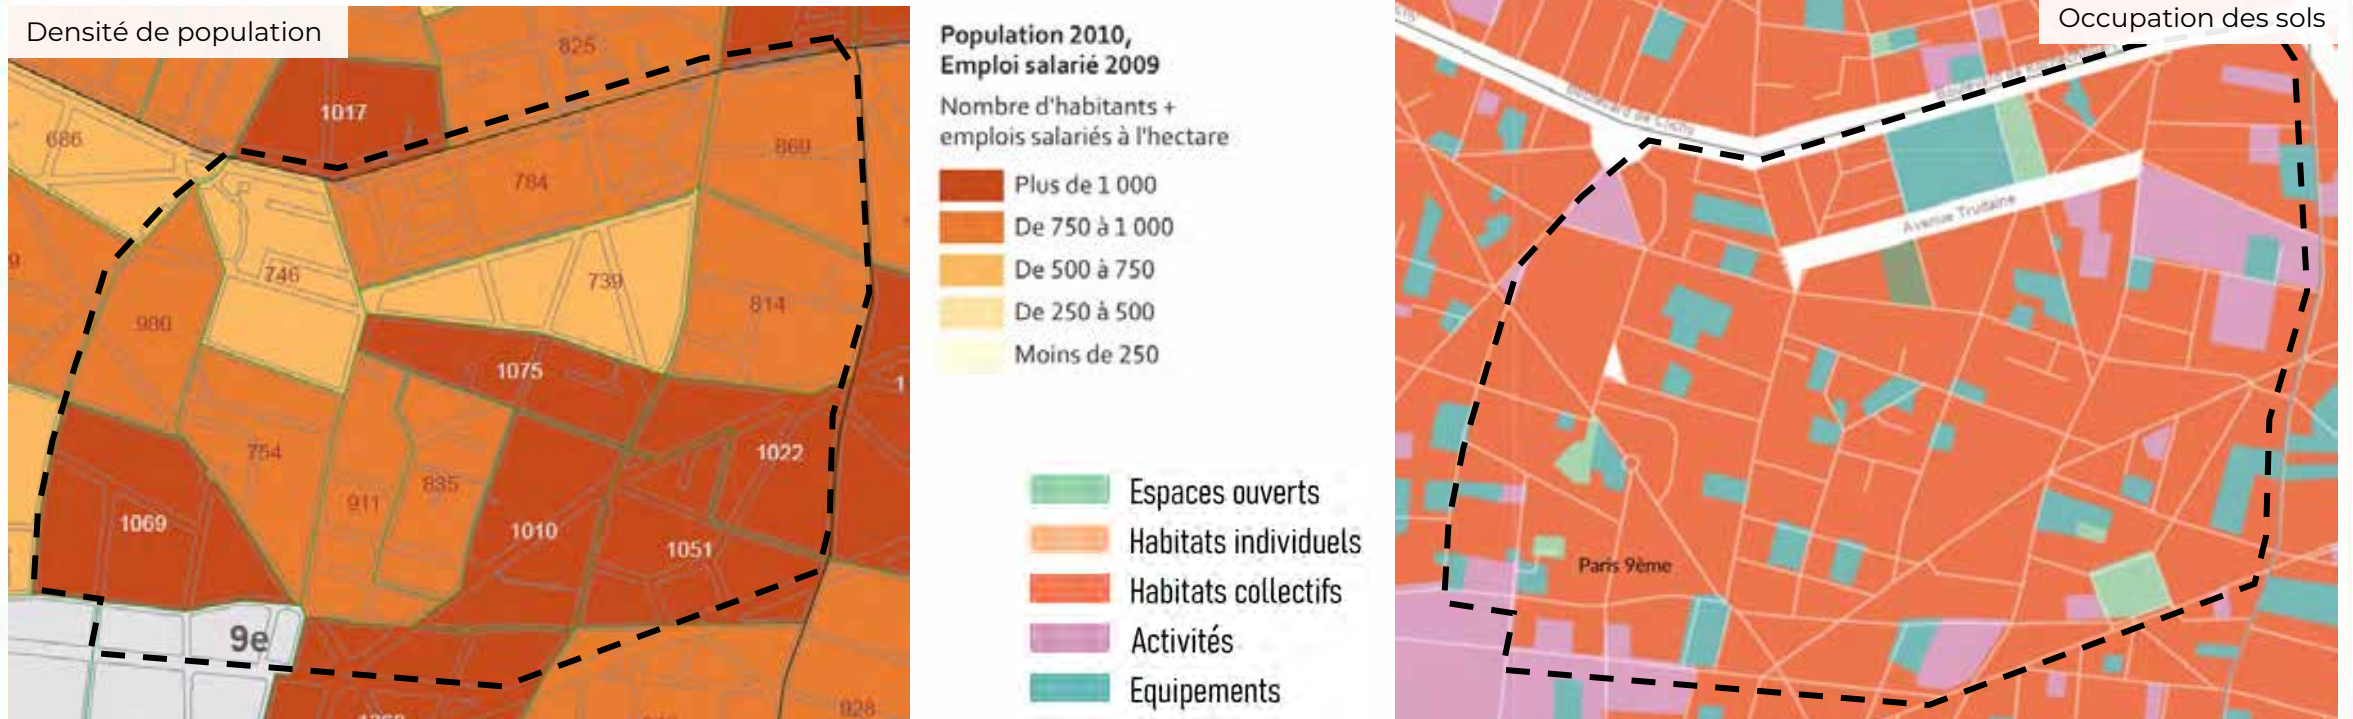 Densité de population
825
1017
686
869
784
746
739
980
814
1075
1
1022
754
911
835
1069
1010
1051
9e
928
Population 2010,
Emploi salarié 2009
Nombre d'habitants +
emplois salariés à l'hectare
Plus de 1 000
De 750 à 1 000
De 500 à 750
De 250 à 500
Moins de 250
Espaces ouverts
Habitats individuels
Habitats collectifs
Activités
Equipements
Occupation des sols
Boulevard de Clichy
Boulevard de
Avenue Trudaine
Paris 9ème